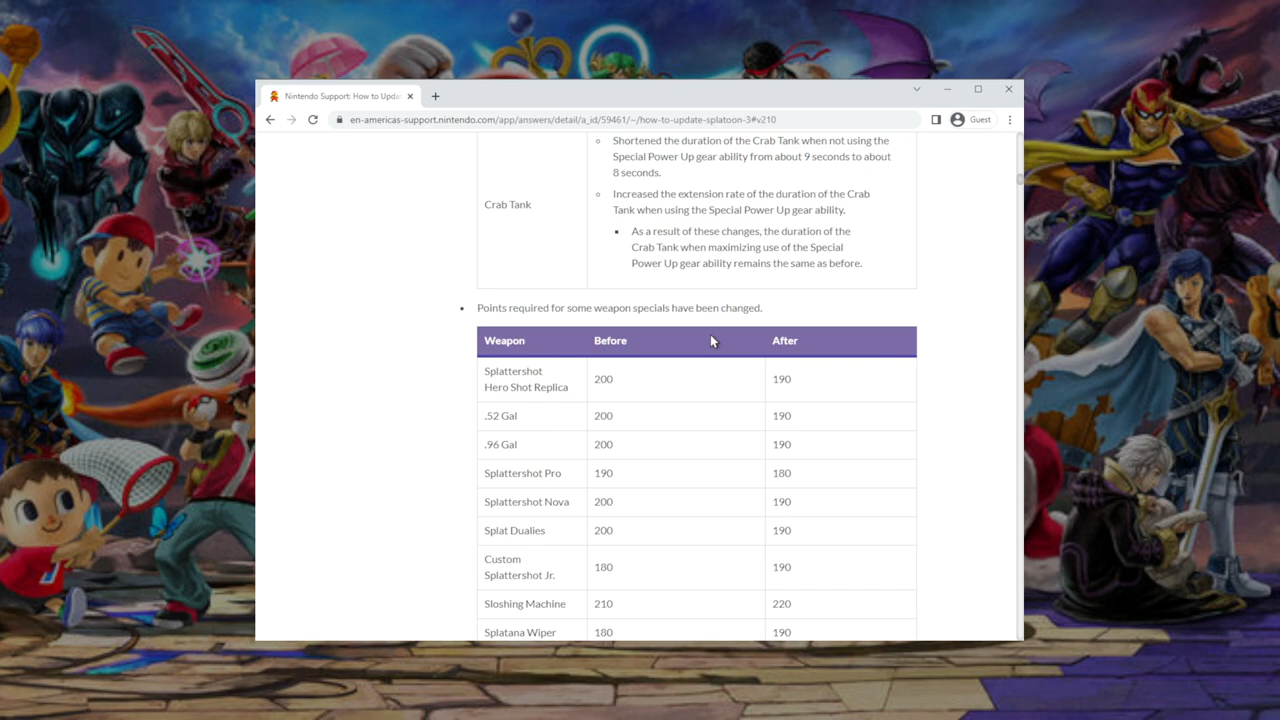 Nintendo Support: How to Upda
en-americas-support.nintendo.com/app/answers/detail/a_id/59461/~/how-to-update-splatoon-3#v210
Guest
Shortened the duration of the Crab Tank when not using the
Special Power Up gear ability from about 9 seconds to about
8 seconds.
Crab Tank
Increased the extension rate of the duration of the Crab
Tank when using the Special Power Up gear ability.
As a result of these changes, the duration of the
Crab Tank when maximizing use of the Special
Power Up gear ability remains the same as before.
Points required for some weapon specials have been changed.
Weapon Before After
Splattershot
Hero Shot Replica 200 190
.52 Gal 200 190
.96 Gal 200 190
Splattershot Pro 190 180
Splattershot Nova 200 190
Splat Dualies 200 190
Custom
Splattershot Jr. 180 190
Sloshing Machine 210 220
Splatana Wiper 180 190